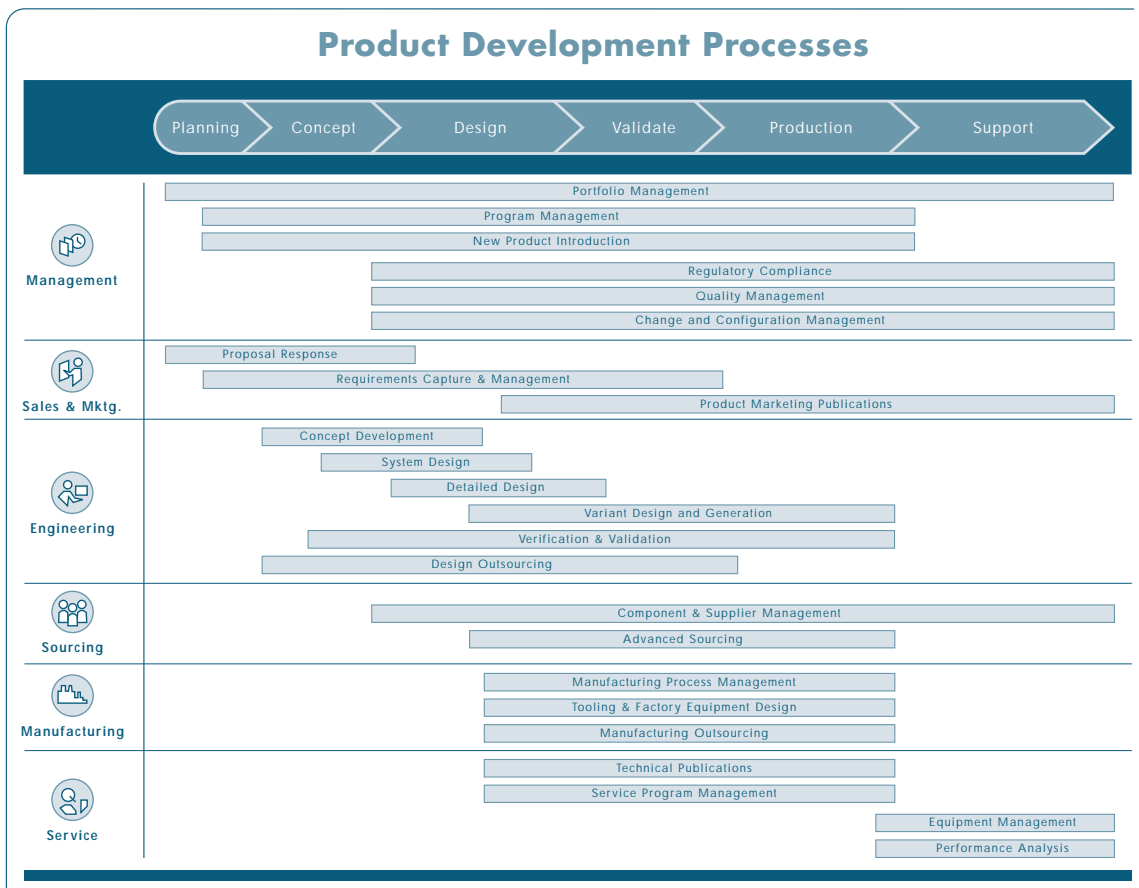 Product Development Processes
Planning
Concept
Design
Validate
Production
Support
Management
Portfolio Management
Program Management
New Product Introduction
Regulatory Compliance
Quality Management
Change and Configuration Management
Sales & Mktg.
Proposal Response
Requirements Capture & Management
Product Marketing Publications
Engineering
Concept Development
System Design
Detailed Design
Variant Design and Generation
Verification & Validation
Design Outsourcing
Sourcing
Component & Supplier Management
Advanced Sourcing
Manufacturing
Manufacturing Process Management
Tooling & Factory Equipment Design
Manufacturing Outsourcing
Service
Technical Publications
Service Program Management
Equipment Management
Performance Analysis